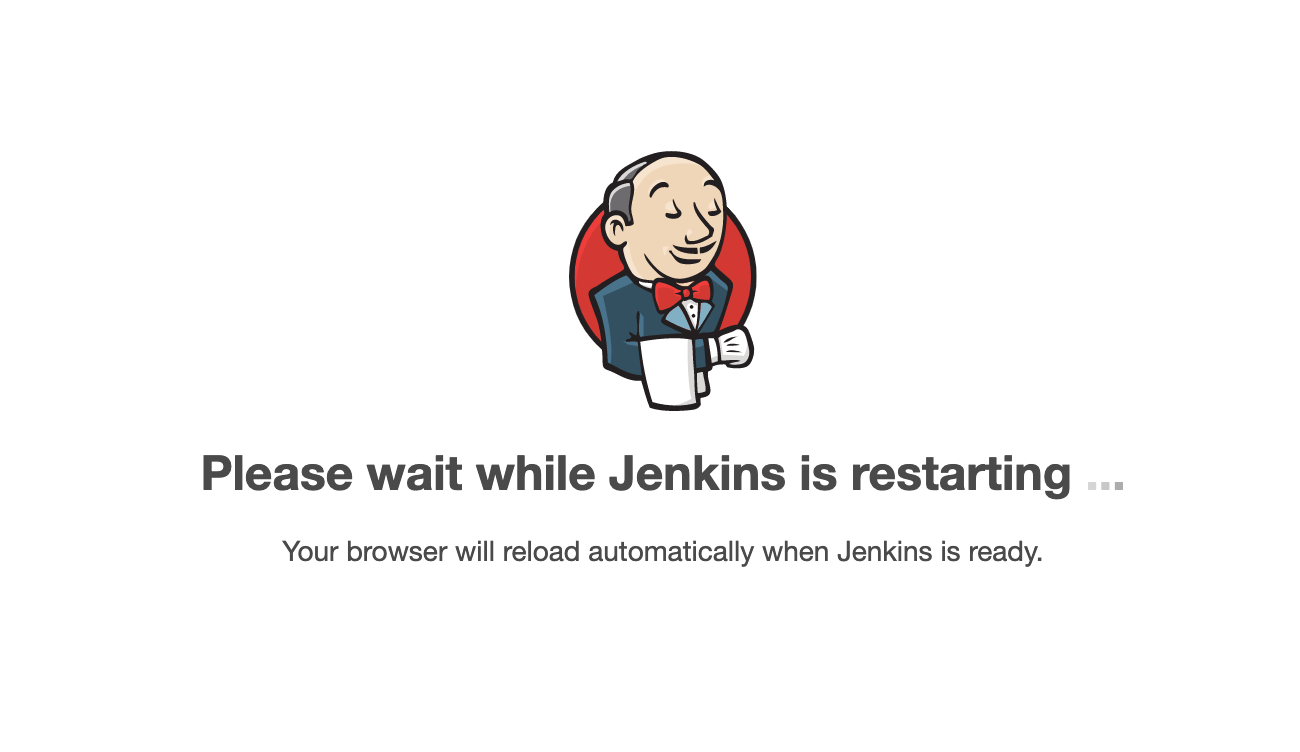 Please wait while Jenkins is restarting ...
Your browser will reload automatically when Jenkins is ready.